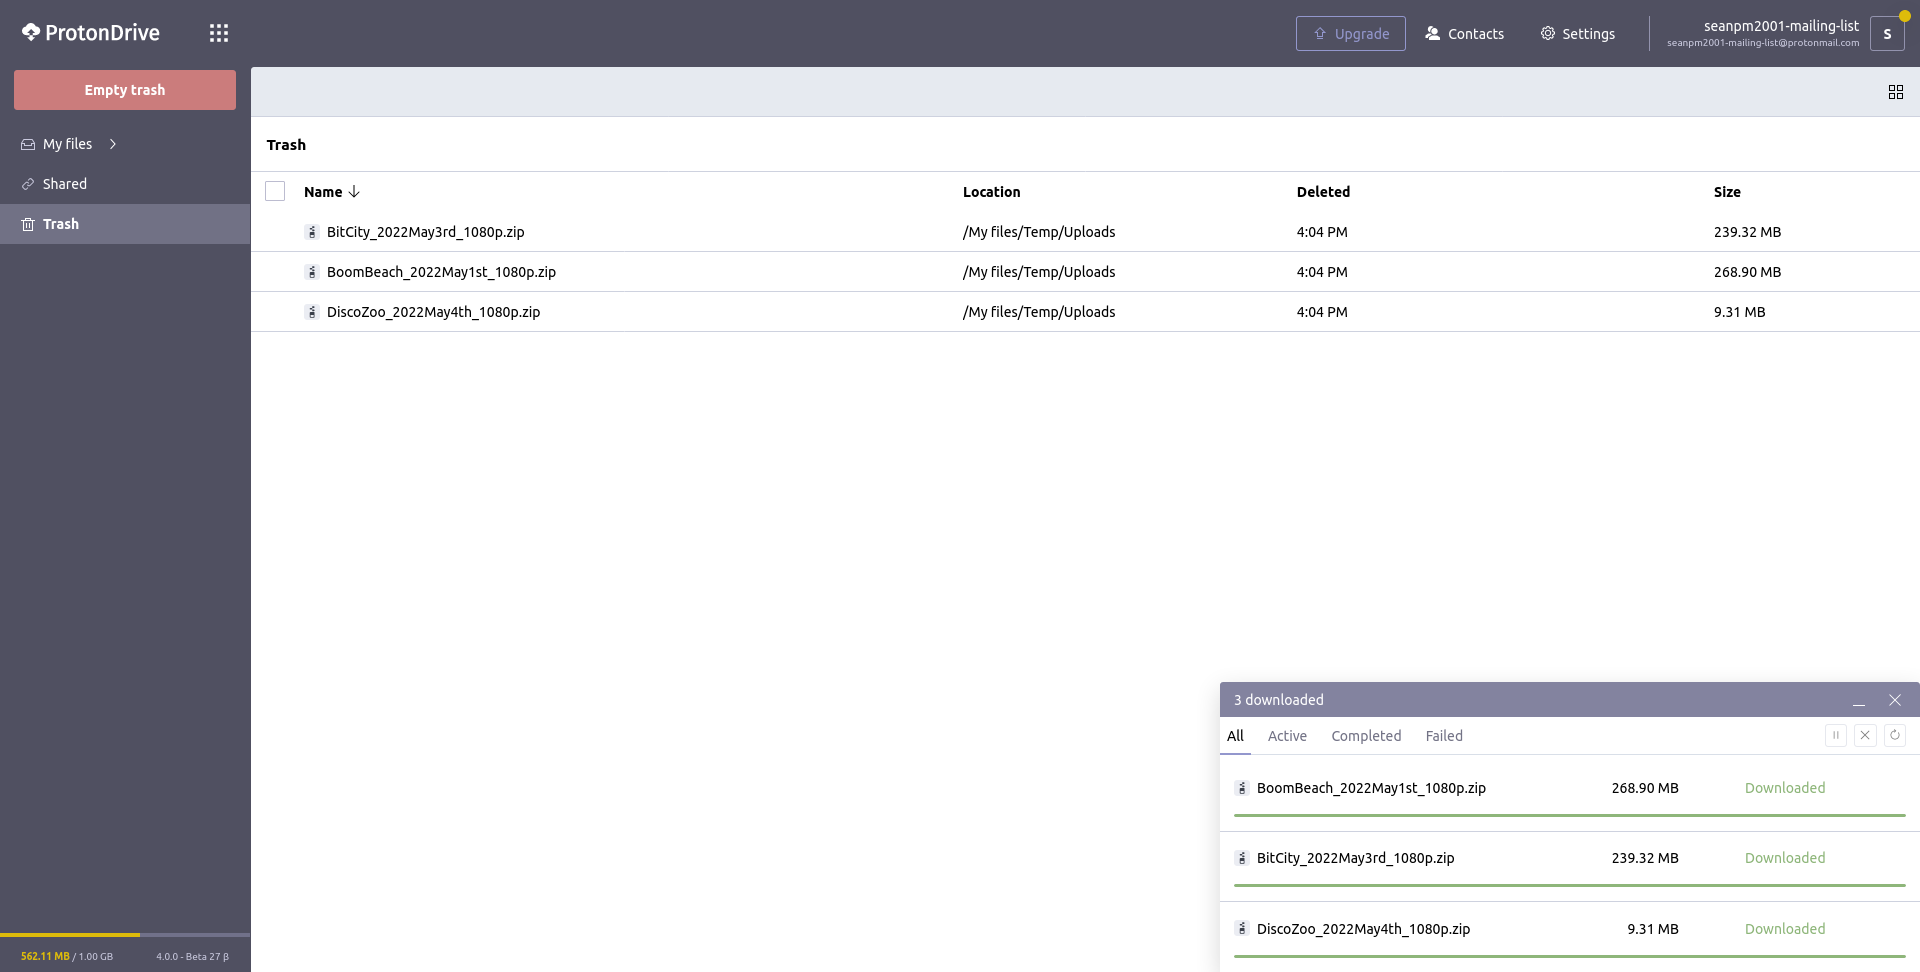 ProtonDrive
Upgrade
Contacts
Settings
seanpm2001-mailing-list
seanpm2001-mailing-list@protonmail.com
S
Empty trash
My files
Shared
Trash
Trash
Name Location Deleted Size
BitCity_2022May3rd_1080p.zip /My files/Temp/Uploads 4:04 PM 239.32 MB
BoomBeach_2022May1st_1080p.zip /My files/Temp/Uploads 4:04 PM 268.90 MB
DiscoZoo_2022May4th_1080p.zip /My files/Temp/Uploads 4:04 PM 9.31 MB
3 downloaded
All Active Completed Failed
BoomBeach_2022May1st_1080p.zip 268.90 MB Downloaded
BitCity_2022May3rd_1080p.zip 239.32 MB Downloaded
DiscoZoo_2022May4th_1080p.zip 9.31 MB Downloaded
562.11 MB / 1.00 GB 4.0.0 - Beta 27 β